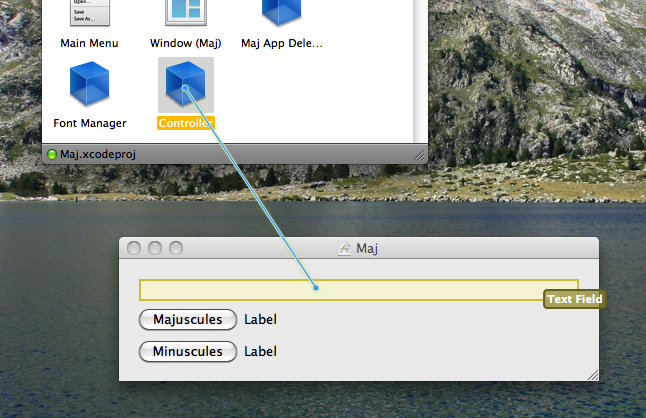 Open...
Save
Save As...
Main Menu
Window (Maj)
Maj App Dele...
Font Manager
Controller
Maj.xcodeproj
Maj
Text Field
Majuscules
Label
Minuscules
Label